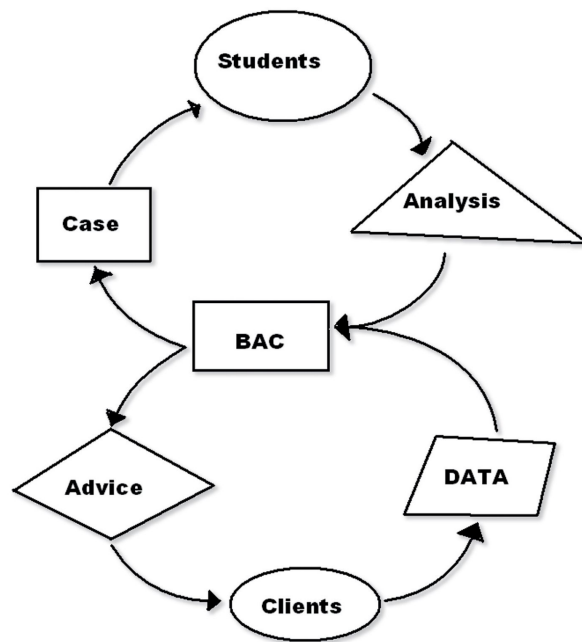 Students
Analysis
Case
BAC
Advice
DATA
Clients